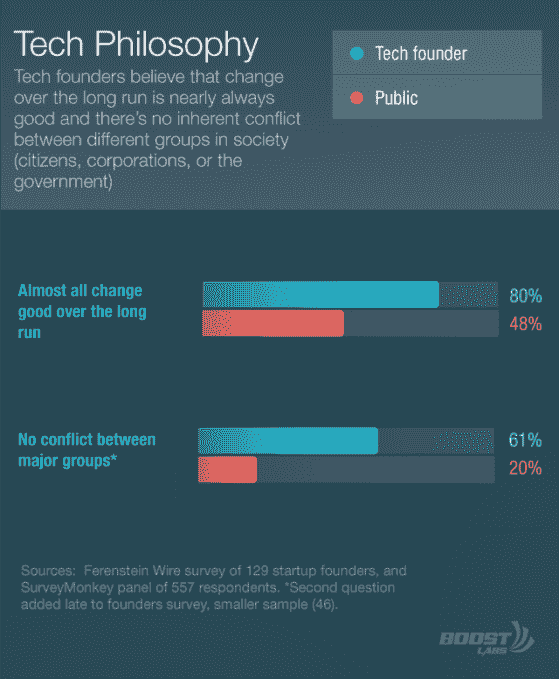 Tech Philosophy
Tech founders believe that change
over the long run is nearly always
good and there's no inherent conflict
between different groups in society
(citizens, corporations, or the
government)
Tech founder
Public
Almost all change
good over the long
run
80%
48%
No conflict between
major groups*
61%
20%
Sources: Ferenstein Wire survey of 129 startup founders, and
SurveyMonkey panel of 557 respondents. *Second question
added late to founders survey, smaller sample (46).
BOOST
LABS